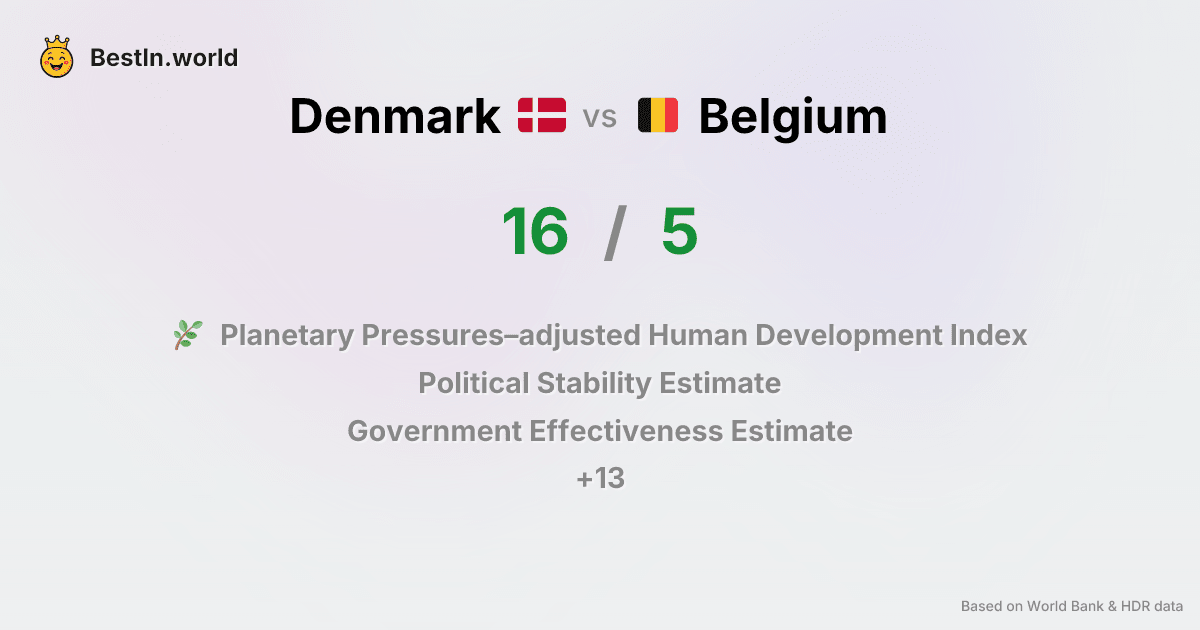 BestIn.world
Denmark vs Belgium
16 / 5
Planetary Pressures–adjusted Human Development Index
Political Stability Estimate
Government Effectiveness Estimate
+13
Based on World Bank & HDR data